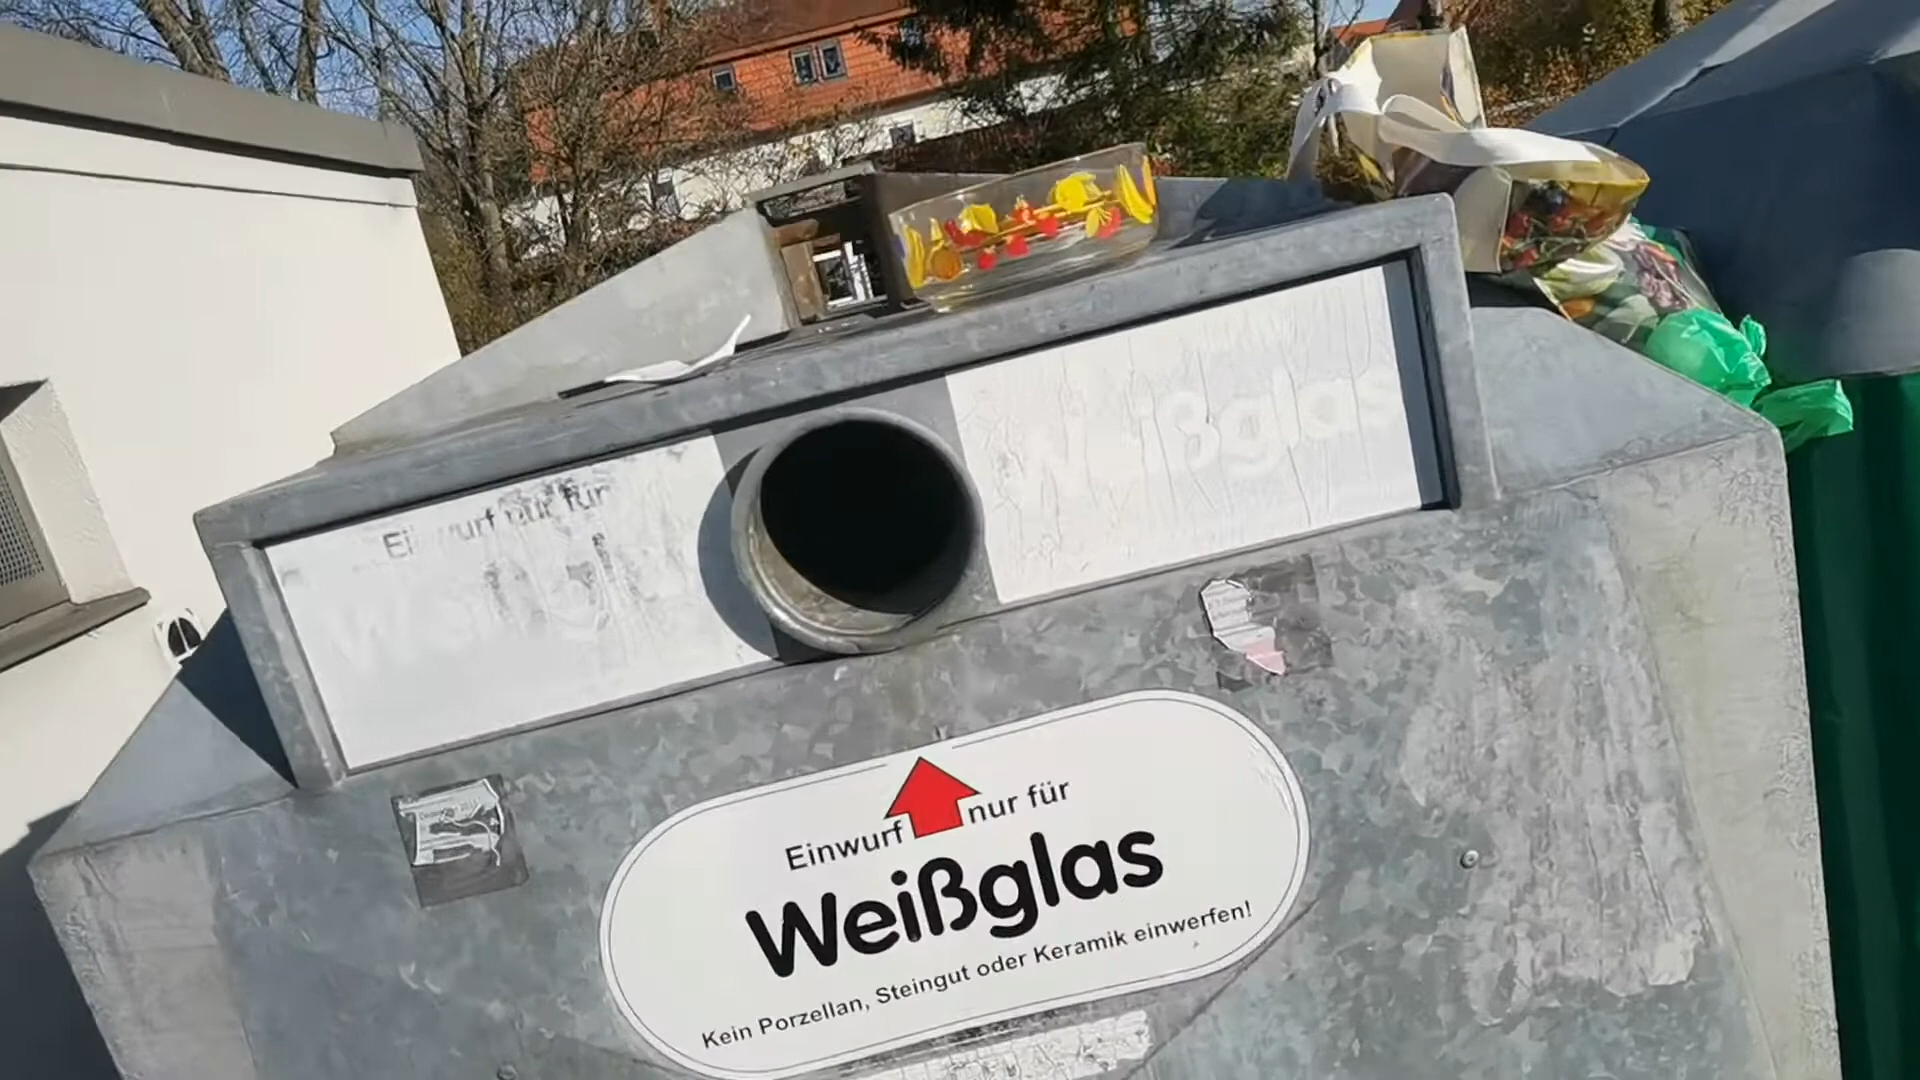 Einwurf nur für
Weißglas
Einwurf nur für
Weißglas
Kein Porzellan, Steingut oder Keramik einwerfen!